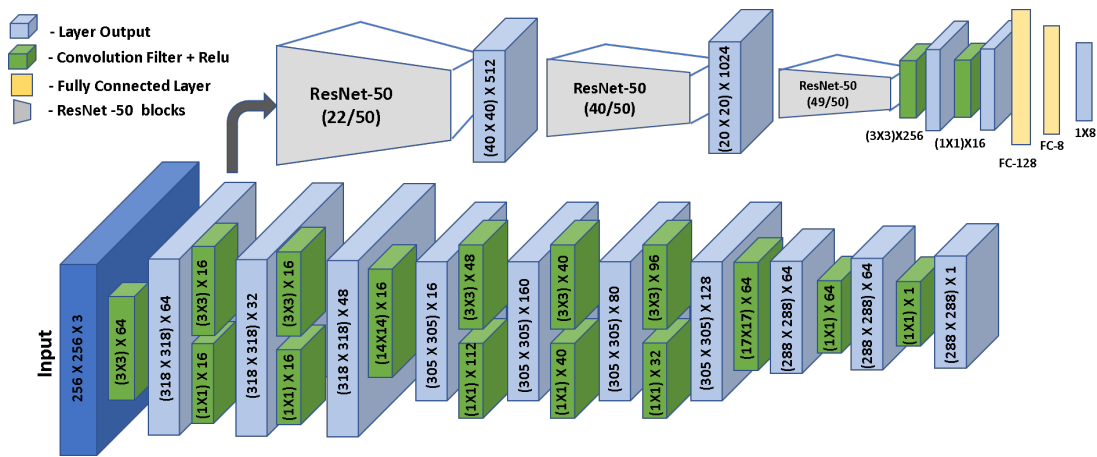 - Layer Output
- Convolution Filter + Relu
- Fully Connected Layer
- ResNet -50 blocks
ResNet-50
(22/50)
(40 X 40) X 512
ResNet-50
(40/50)
(20 X 20) X 1024
ResNet-50
(49/50)
(3X3)X256
(1X1)X16
FC-128
FC-8
1X8
Input
256 X 256 X 3
(3X3) X 64
(318 X 318) X 64
(3X3) X 16
(1X1) X 16
(318 X 318) X 32
(3X3) X 16
(1X1) X 16
(318 X 318) X 48
(14X14) X 16
(305 X 305) X 16
(3X3) X 48
(1X1) X 112
(305 X 305) X 160
(3X3) X 40
(1X1) X 40
(305 X 305) X 80
(3X3) X 96
(1X1) X 32
(305 X 305) X 128
(17X17) X 64
(288 X 288) X 64
(1X1) X 64
(288 X 288) X 64
(1X1) X 1
(288 X 288) X 1